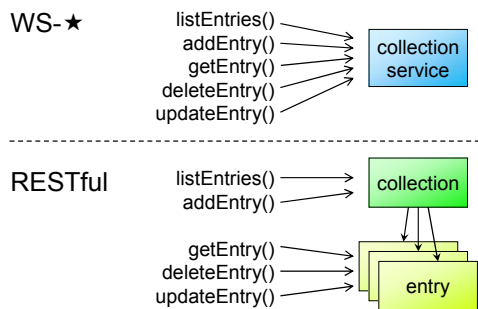 WS-★
listEntries()
addEntry()
getEntry()
deleteEntry()
updateEntry()
collection
service
RESTful
listEntries()
addEntry()
collection
getEntry()
deleteEntry()
updateEntry()
entry